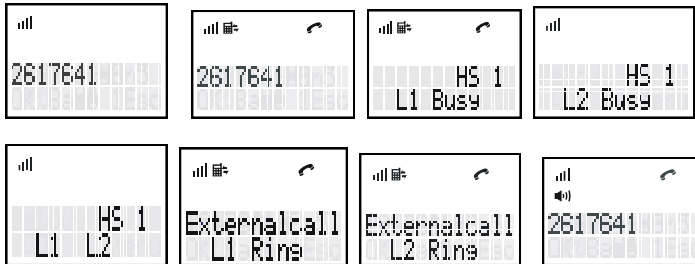 2617641
2617641
HS 1
L1 Busy
HS 1
L2 Busy
HS 1
L1 L2
Externalcall
L1 Ring
Externalcall
L2 Ring
2617641